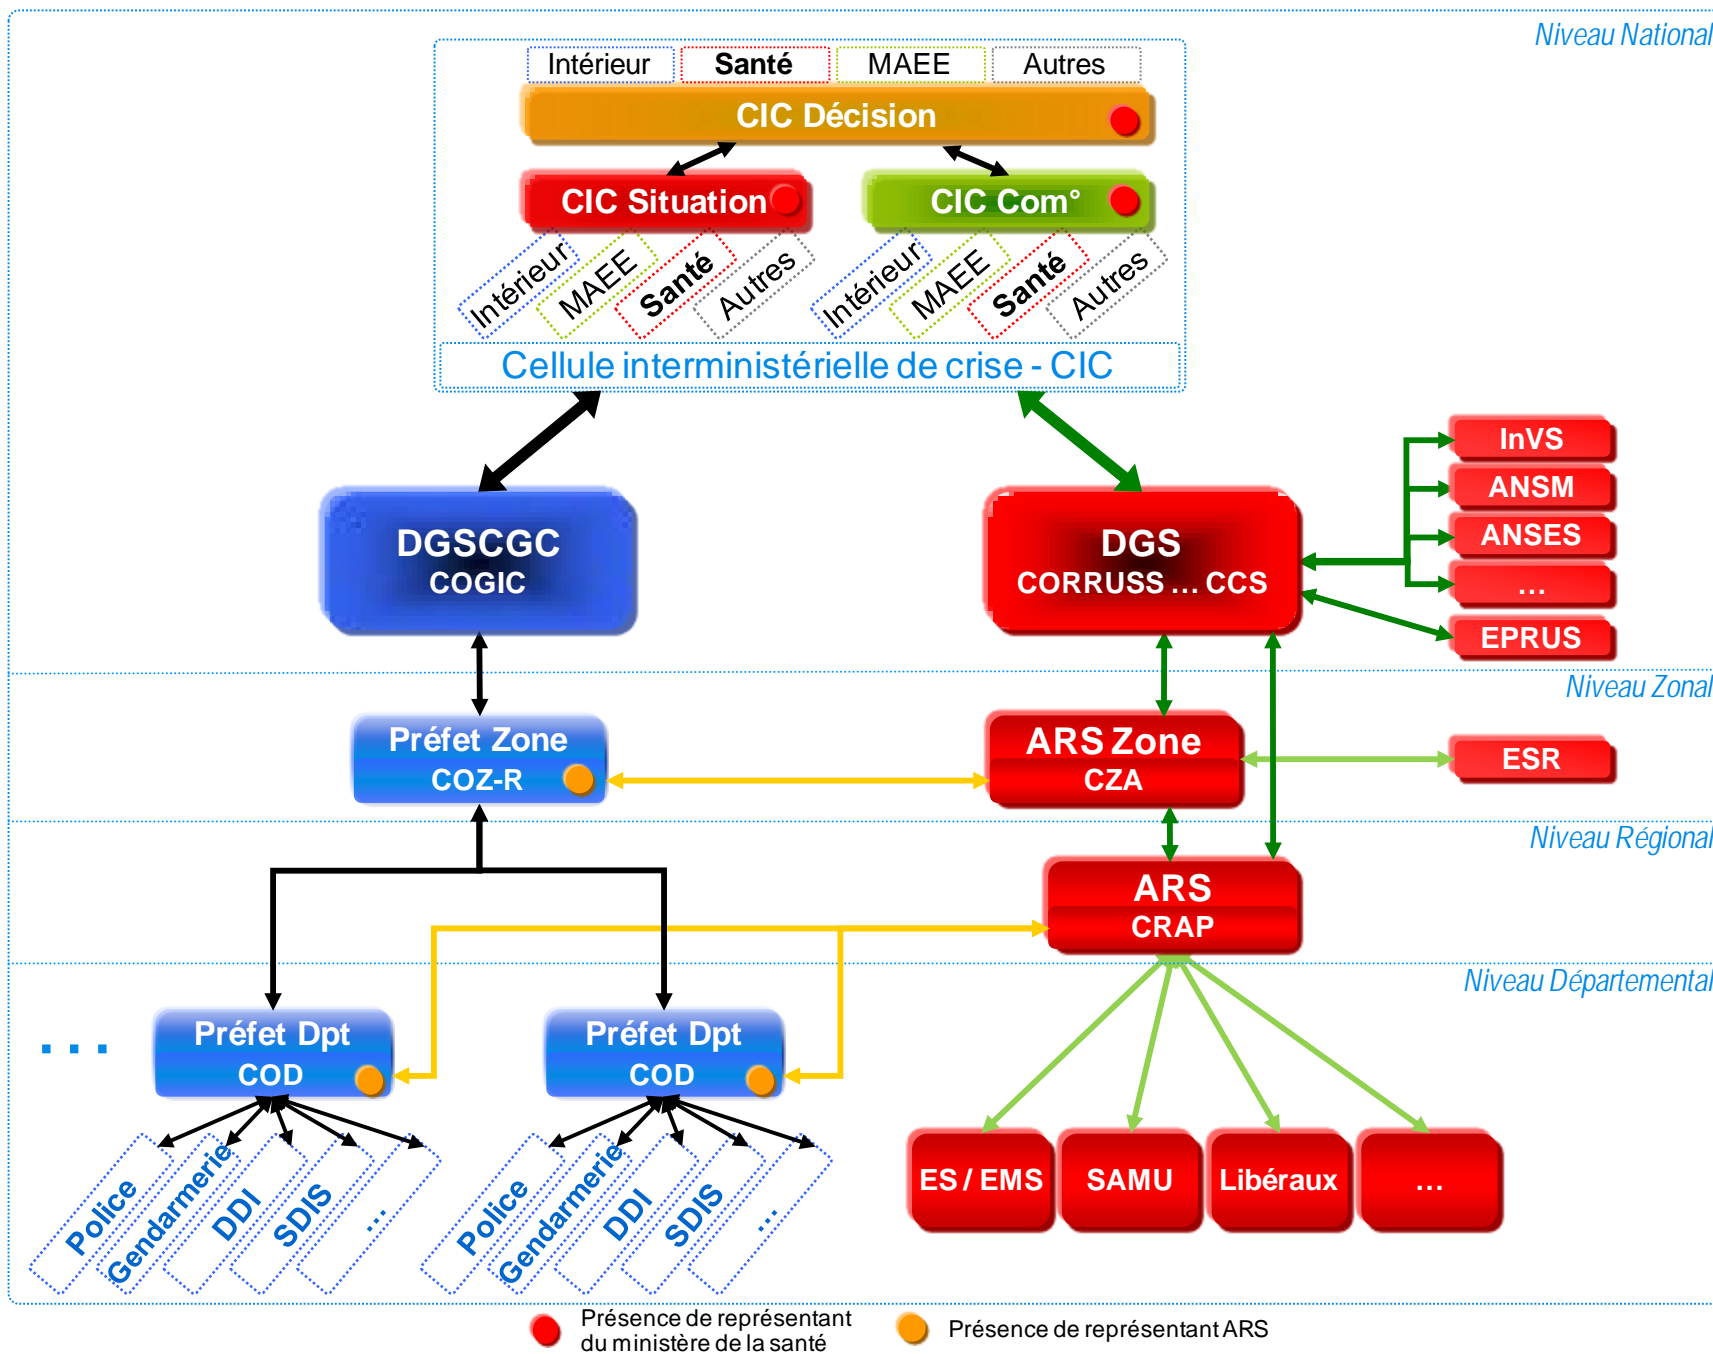 Niveau National
Intérieur
Santé
MAEE
Autres
CIC Décision
CIC Situation
CIC Com°
Intérieur
MAEE
Santé
Autres
Intérieur
MAEE
Santé
Autres
Cellule interministérielle de crise - CIC
DGSCGC
COGIC
DGS
CORRUSS ... CCS
InVS
ANSM
ANSES
...
EPRUS
Niveau Zonal
Préfet Zone
COZ-R
ARS Zone
CZA
ESR
Niveau Régional
ARS
CRAP
Niveau Départemental
...
Préfet Dpt
COD
Préfet Dpt
COD
Police
Gendarmerie
DDI
SDIS
...
Police
Gendarmerie
DDI
SDIS
...
ES / EMS
SAMU
Libéraux
...
Présence de représentant
du ministère de la santé
Présence de représentant ARS